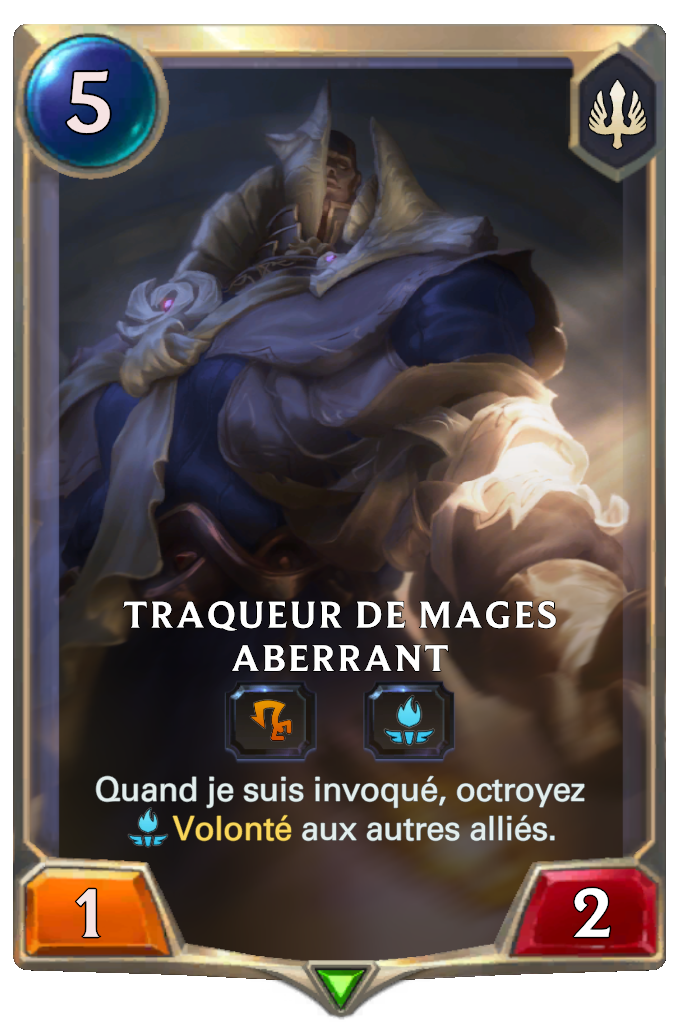 5
TRAQUEUR DE MAGES
ABERRANT
Quand je suis invoqué, octroyez
Volonté aux autres alliés.
1
2